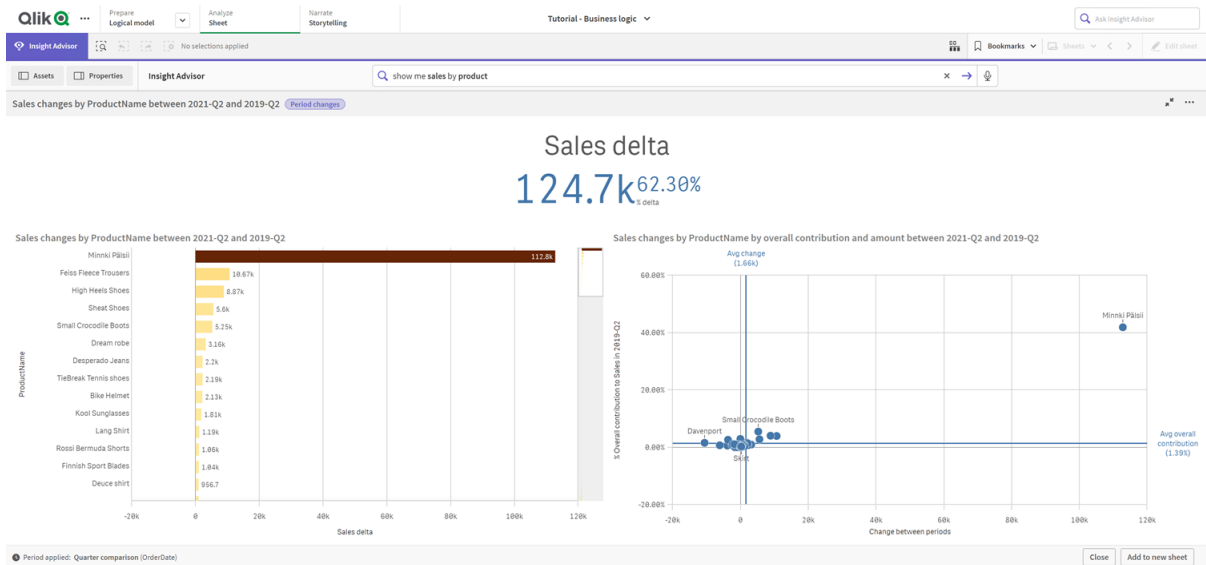 Qlik
Prepare
Logical model
Analyze
Sheet
Narrate
Storytelling
Tutorial - Business logic
Ask Insight Advisor
Insight Advisor
No selections applied
Bookmarks
Sheets
Edit sheet
Assets
Properties
Insight Advisor
show me sales by product
Sales changes by ProductName between 2021-Q2 and 2019-Q2 Period changes
Sales delta
124.7k 62.30%
% delta
Sales changes by ProductName between 2021-Q2 and 2019-Q2
ProductName
Minnki Pälsii 112.8k
Feiss Fleece Trousers 10.67k
High Heels Shoes 8.87k
Sheat Shoes 5.6k
Small Crocodile Boots 5.25k
Dream robe 3.16k
Desperado Jeans 2.2k
TieBreak Tennis shoes 2.19k
Bike Helmet 2.13k
Kool Sunglasses 1.81k
Lang Shirt 1.19k
Rossi Bermuda Shorts 1.06k
Finnish Sport Blades 1.04k
Deuce shirt 956.7
-20k 0 20k 40k 60k 80k 100k 120k
Sales delta
Sales changes by ProductName by overall contribution and amount between 2021-Q2 and 2019-Q2
Avg change
(1.66k)
% Overall contribution to Sales in 2019-Q2
60.00%
Minnki Pälsii
40.00%
20.00%
Small Crocodile Boots
Davenport
0.00%
Skirt
-20.00%
Avg overall
contribution
(1.39%)
-20k 0 20k 40k 60k 80k 100k 120k
Change between periods
Period applied: Quarter comparison (OrderDate)
Close
Add to new sheet